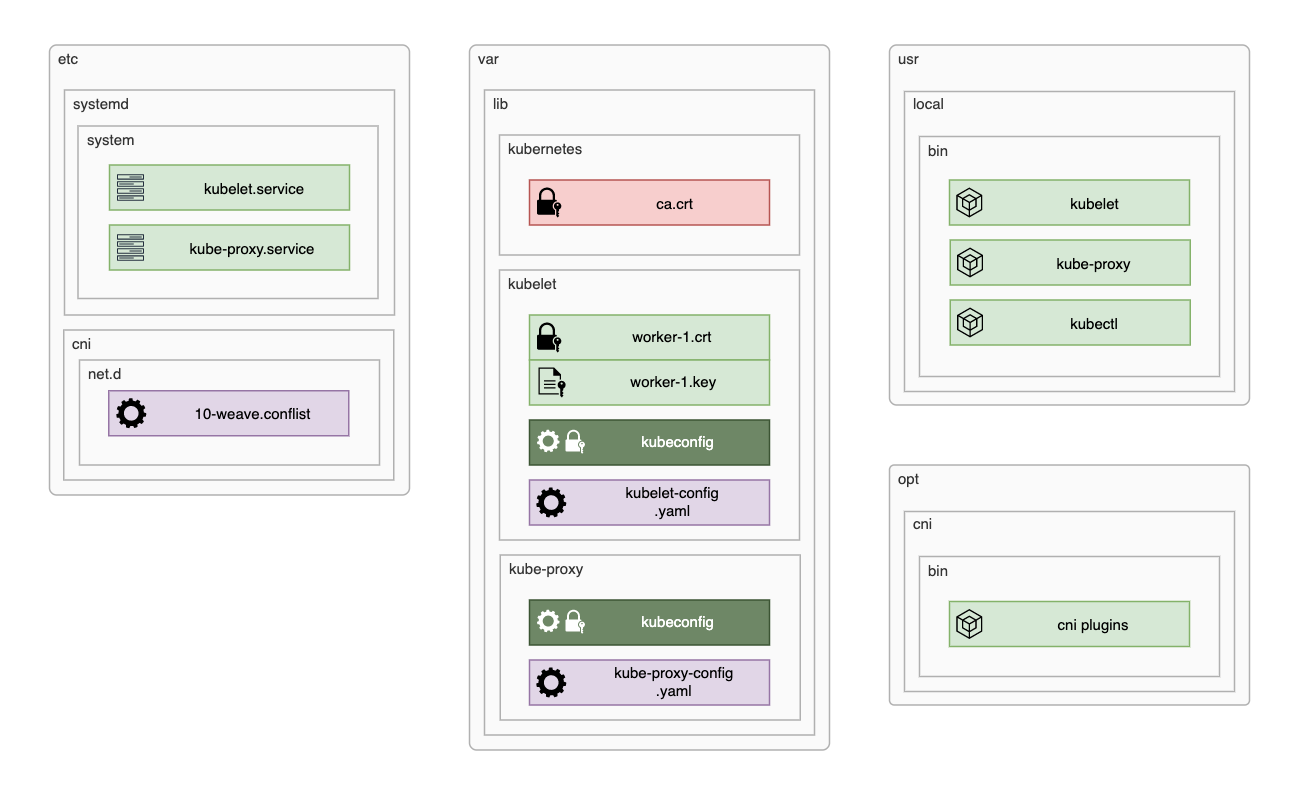 etc
systemd
system
kubelet.service
kube-proxy.service
cni
net.d
10-weave.conflist
var
lib
kubernetes
ca.crt
kubelet
worker-1.crt
worker-1.key
kubeconfig
kubelet-config
.yaml
kube-proxy
kubeconfig
kube-proxy-config
.yaml
usr
local
bin
kubelet
kube-proxy
kubectl
opt
cni
bin
cni plugins